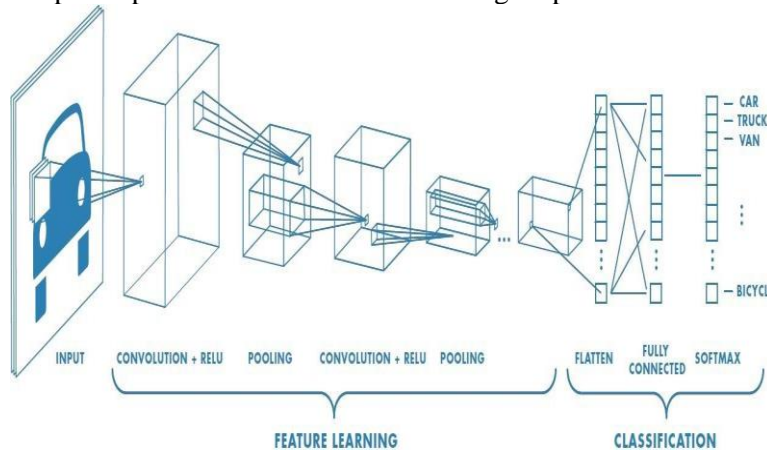 CAR
TRUCK
VAN
BICYCL
INPUT CONVOLUTION + RELU POOLING CONVOLUTION + RELU POOLING FLATTEN FULLY CONNECTED SOFTMAX
FEATURE LEARNING CLASSIFICATION